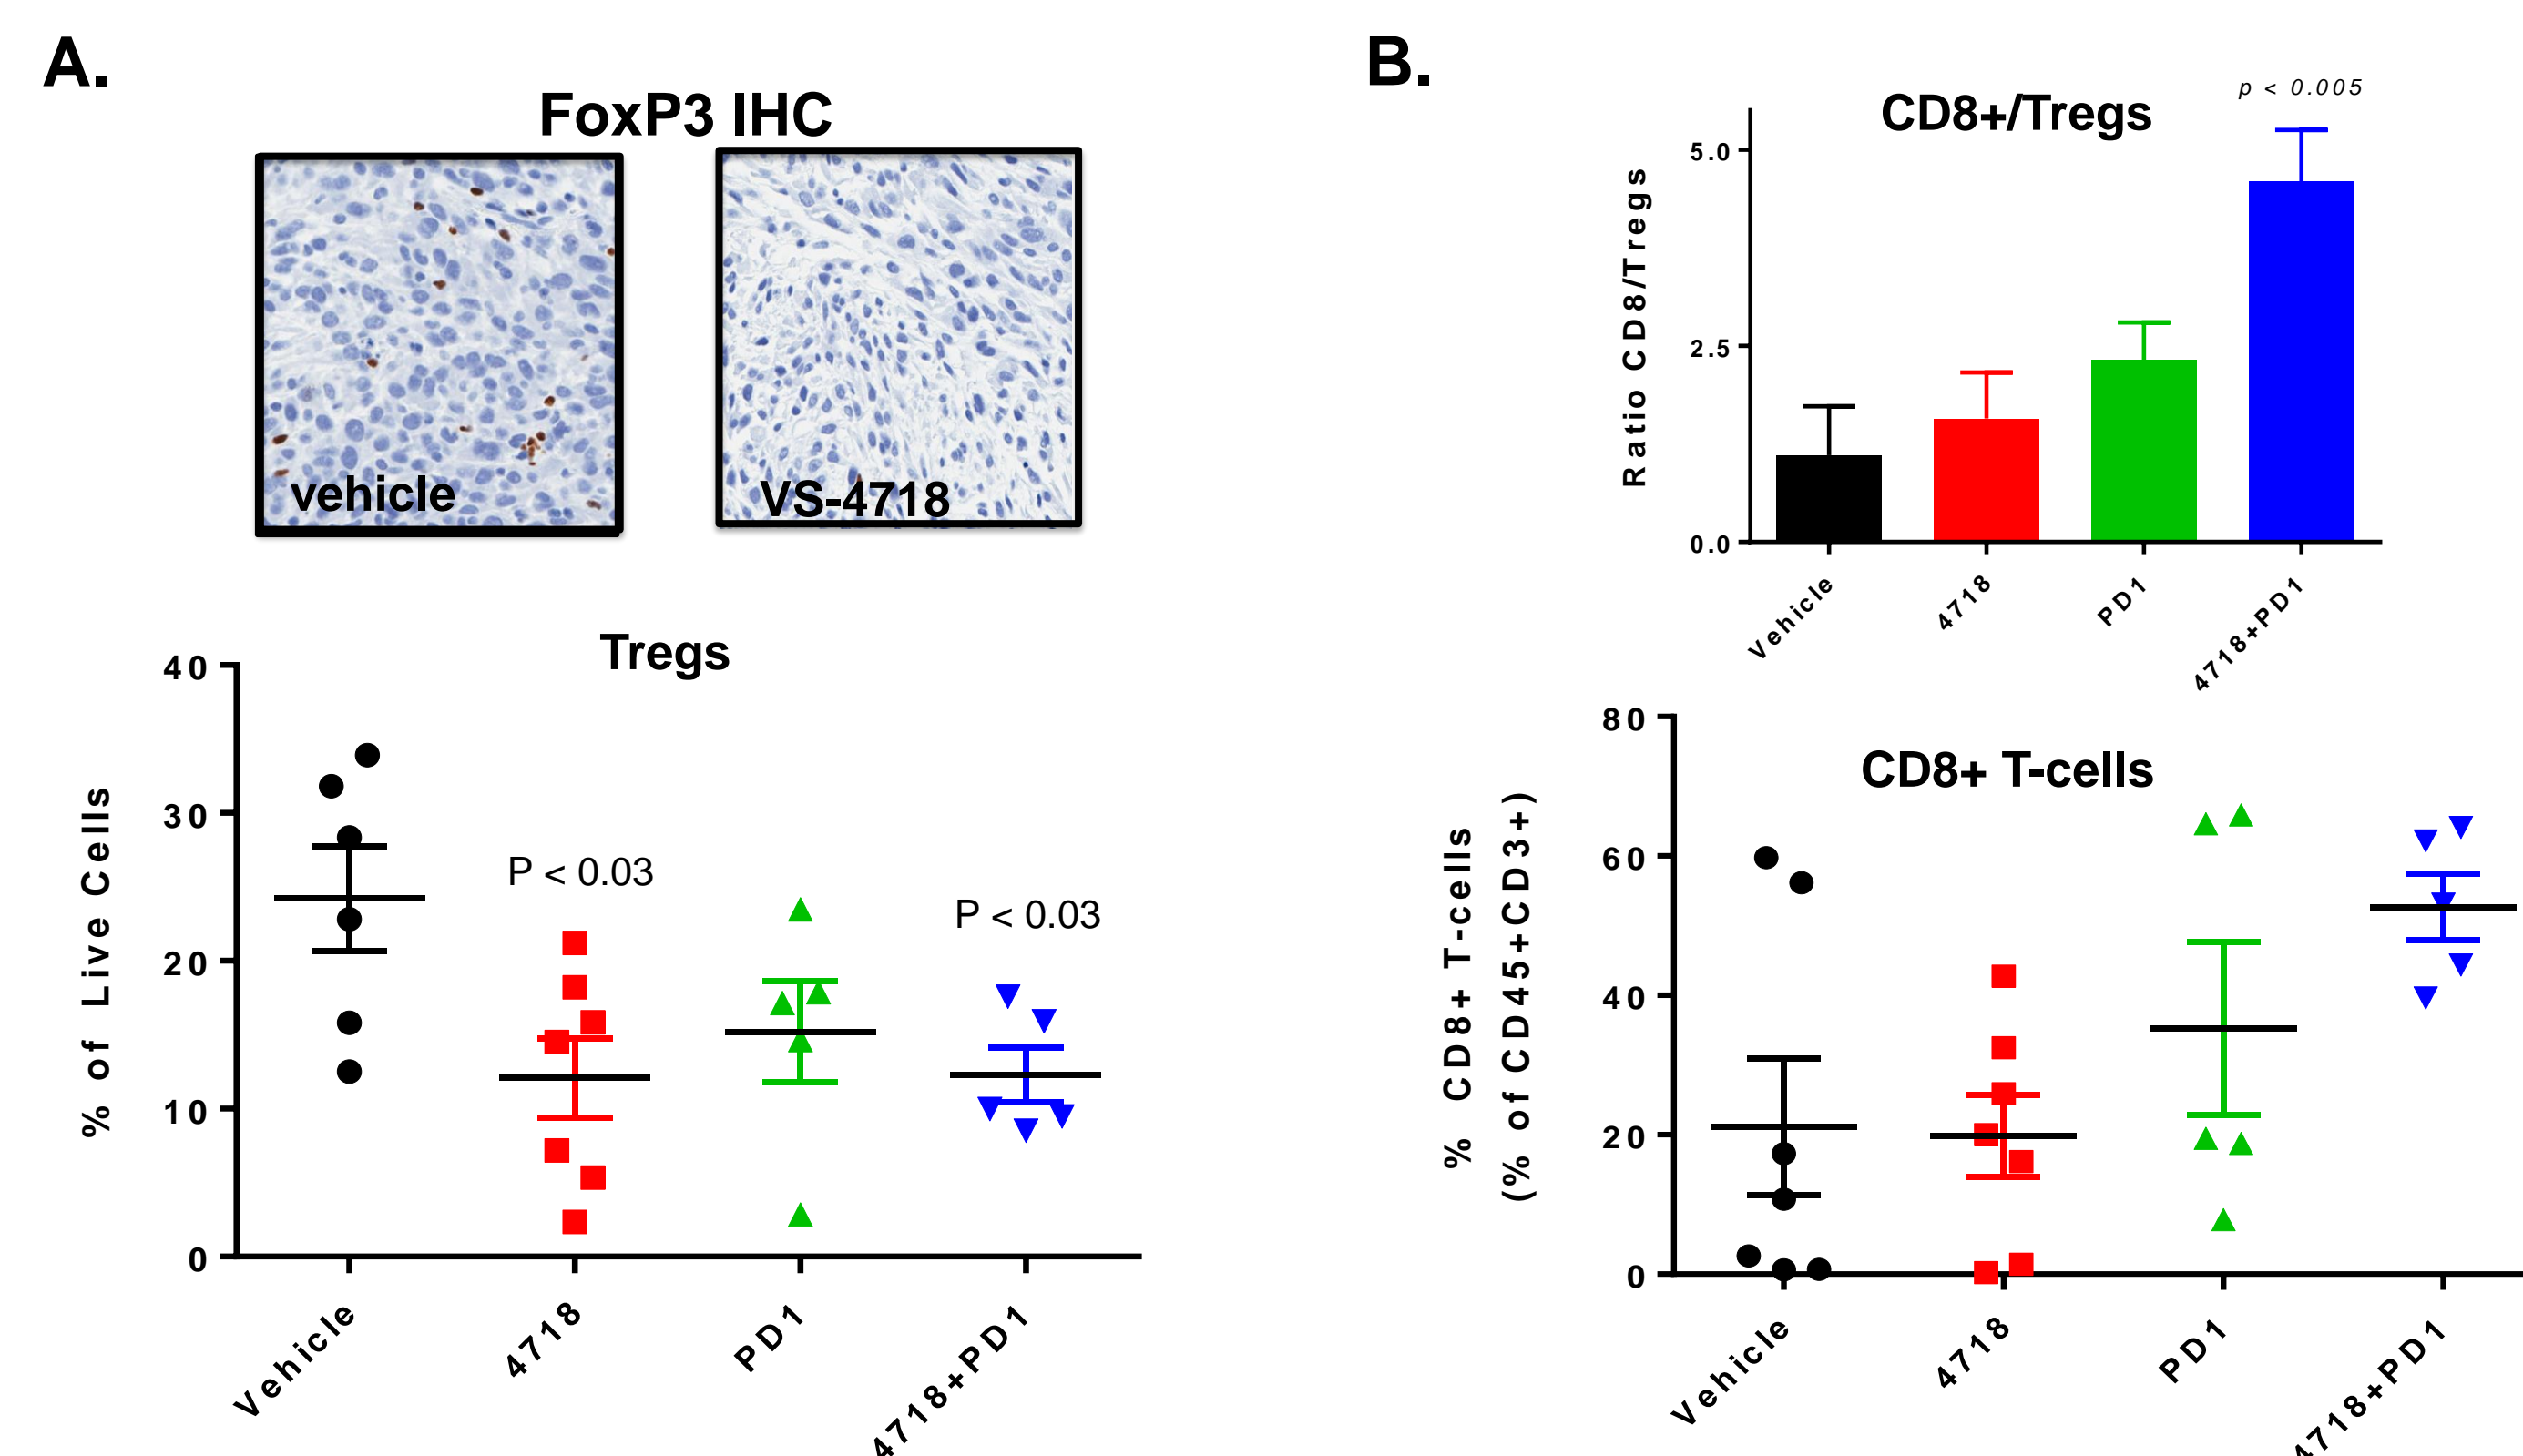 A.
FoxP3 IHC
vehicle
VS-4718
Tregs
% of Live Cells
40
30
20
10
0
P < 0.03
P < 0.03
Vehicle
4718
PD1
4718+PD1
B.
CD8+/Tregs
p < 0.005
Ratio CD8/Tregs
5.0
2.5
0.0
Vehicle
4718
PD1
4718+PD1
CD8+ T-cells
% CD8+ T-cells
(% of CD45+CD3+)
80
60
40
20
0
Vehicle
4718
PD1
4718+PD1